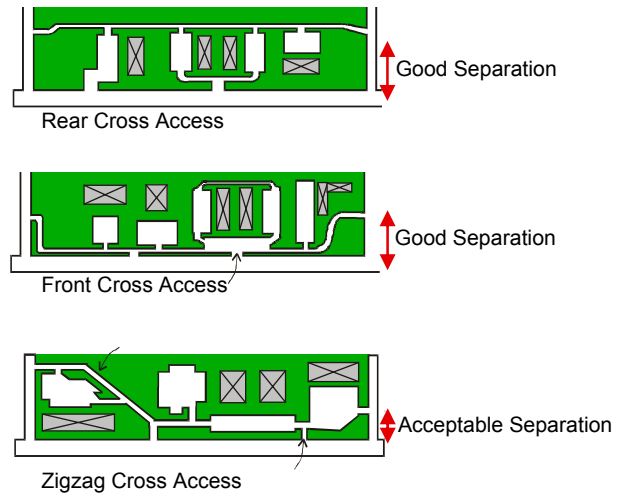 Good Separation
Rear Cross Access
Good Separation
Front Cross Access
Acceptable Separation
Zigzag Cross Access